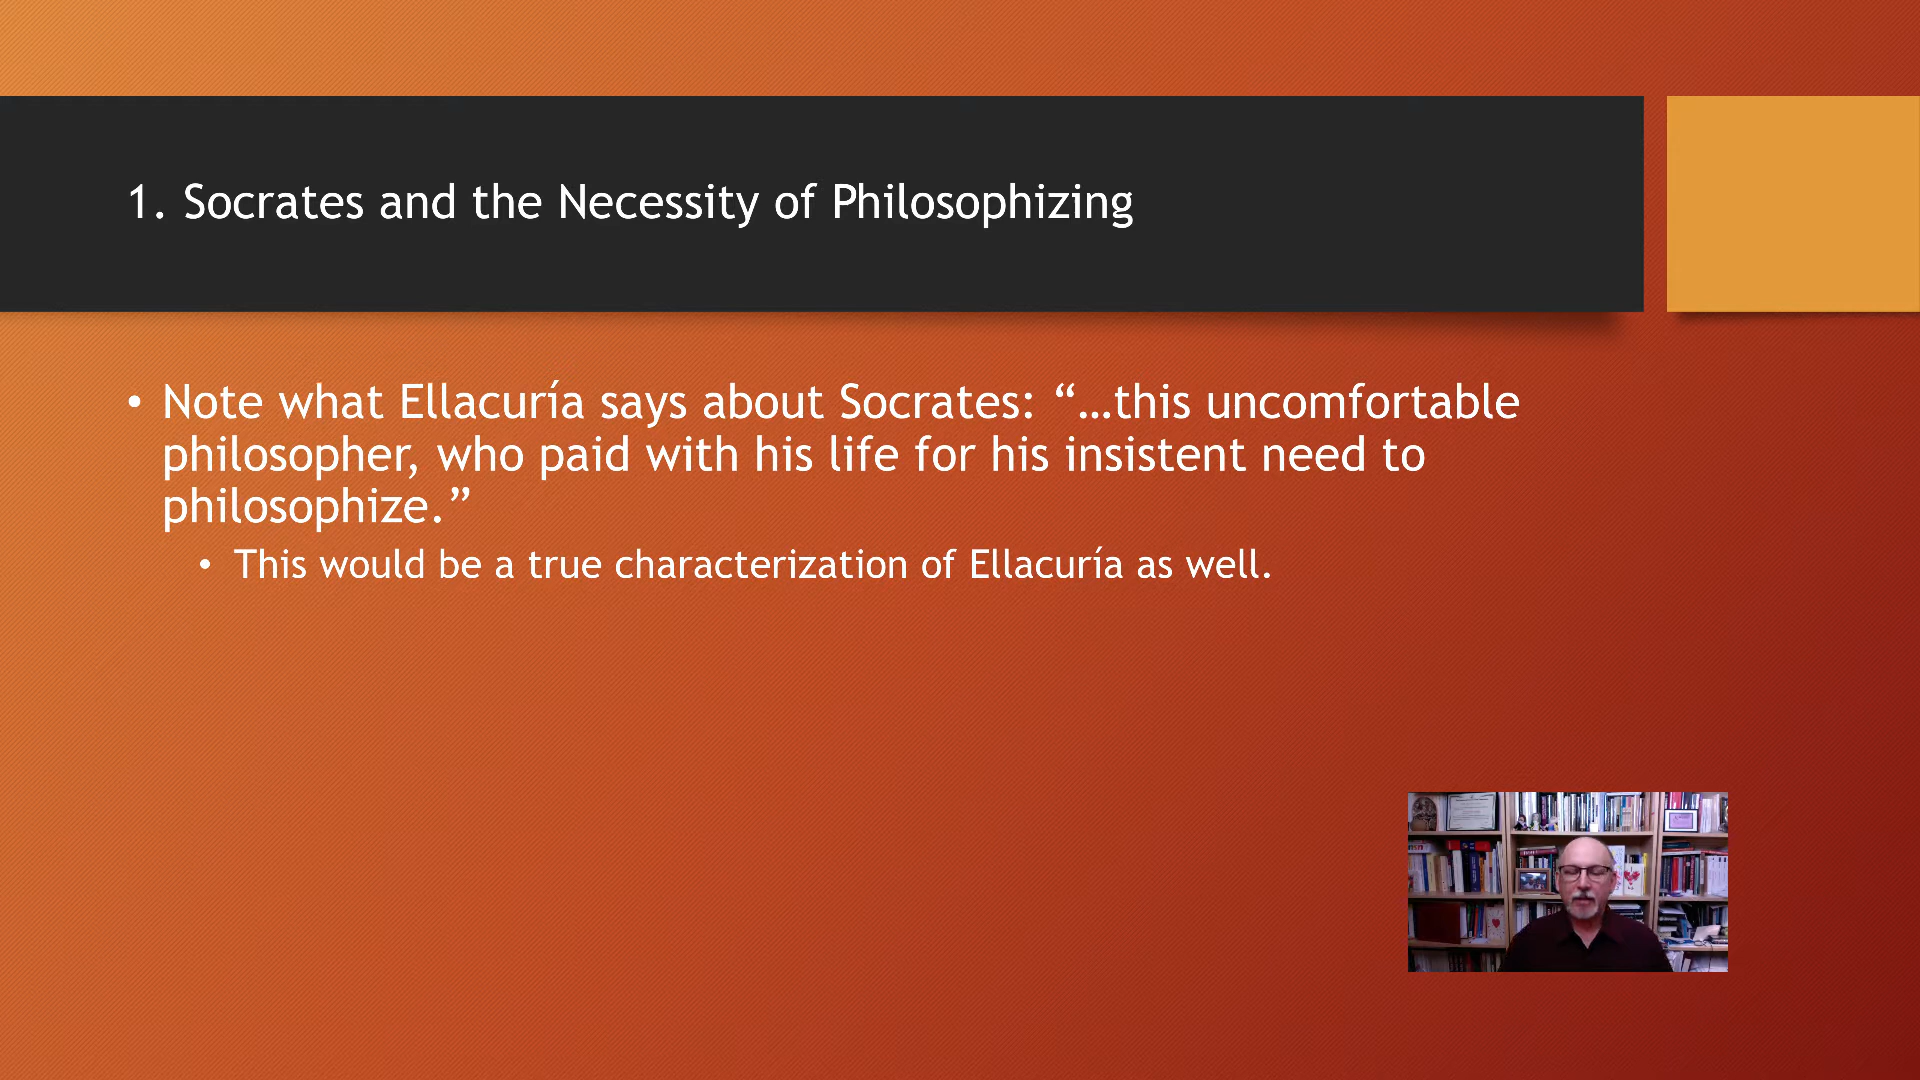 1. Socrates and the Necessity of Philosophizing
• Note what Ellacuría says about Socrates: “…this uncomfortable
philosopher, who paid with his life for his insistent need to
philosophize.”
• This would be a true characterization of Ellacuría as well.